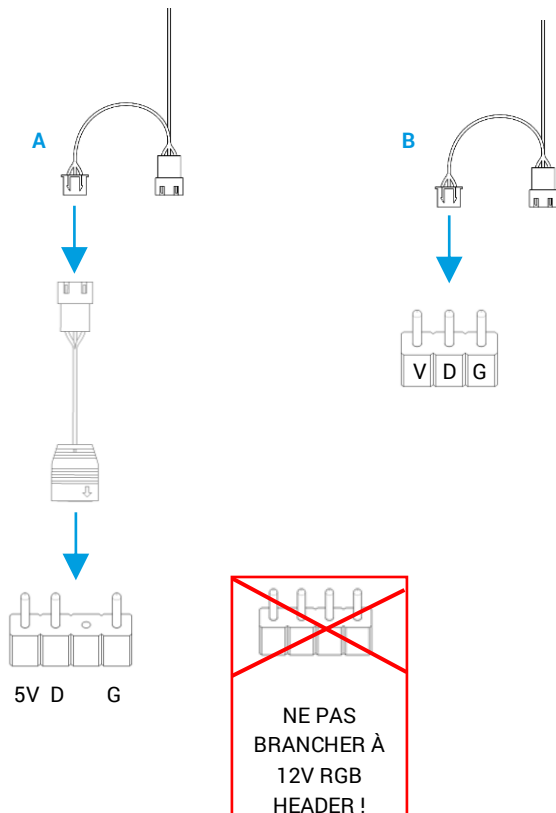 A
B
V D G
5V D G
NE PAS
BRANCHER À
12V RGB
HEADER !